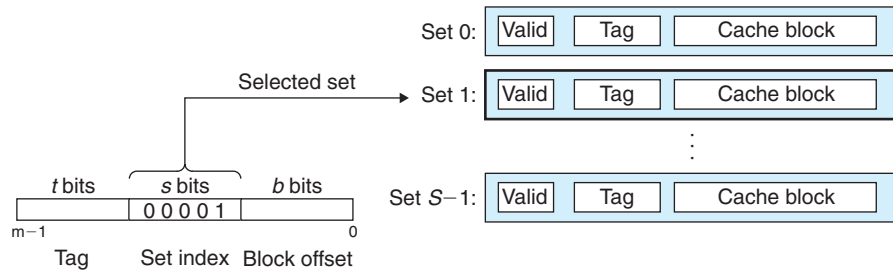 Set 0:
Valid
Tag
Cache block
Selected set
Set 1:
Valid
Tag
Cache block
t bits
s bits
b bits
Set S−1:
Valid
Tag
Cache block
0 0 0 0 1
m−1
0
Tag
Set index
Block offset